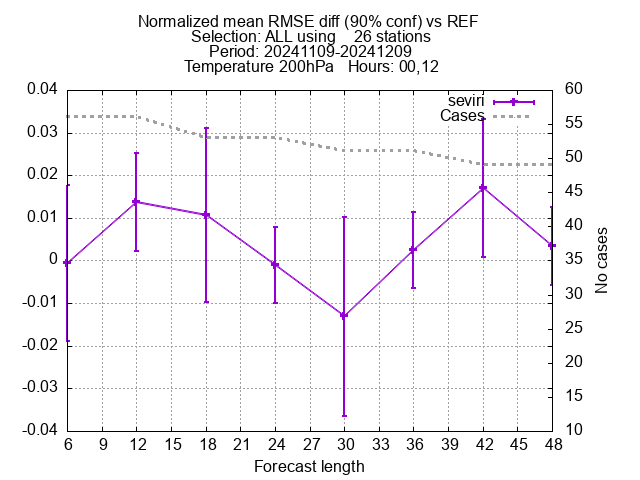 Normalized mean RMSE diff (90% conf) vs REF
Selection: ALL using    26 stations
Period: 20241109-20241209
Temperature 200hPa   Hours: 00,12
seviri
Cases
0.04
0.03
0.02
0.01
0
-0.01
-0.02
-0.03
-0.04
60
55
50
45
40
35
30
25
20
15
10
No cases
6 9 12 15 18 21 24 27 30 33 36 39 42 45 48
Forecast length